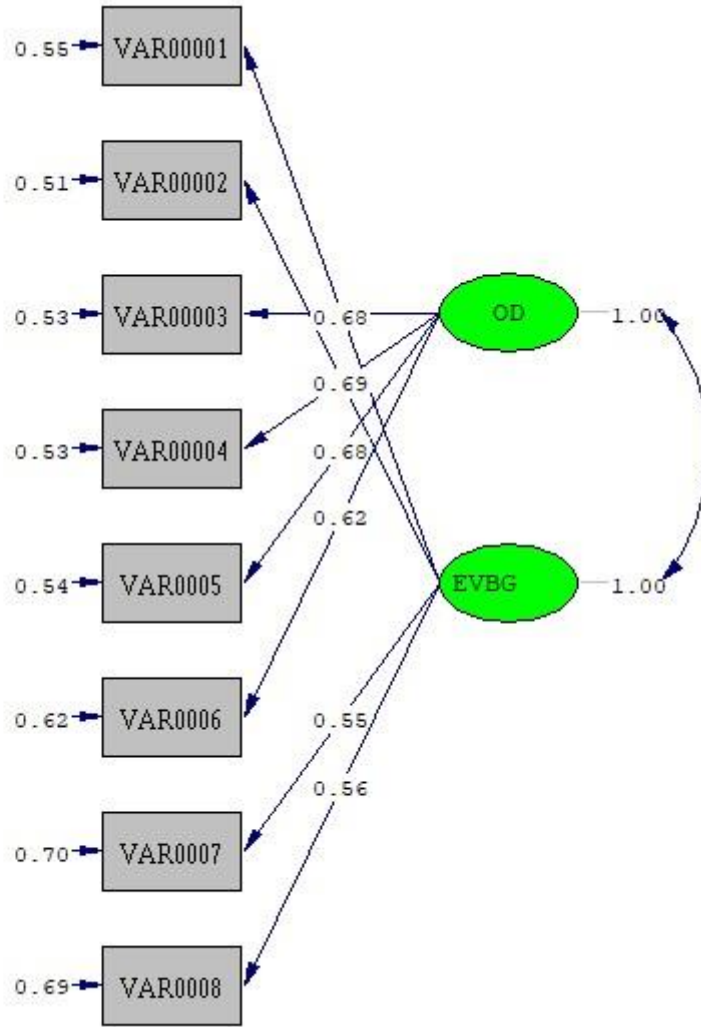 0.55 VAR00001
0.51 VAR00002
0.53 VAR00003 0.68 OD 1.00
0.69
0.53 VAR00004 0.68
0.62
0.54 VAR0005 EVBG 1.00
0.62 VAR0006 0.55
0.56
0.70 VAR0007
0.69 VAR0008